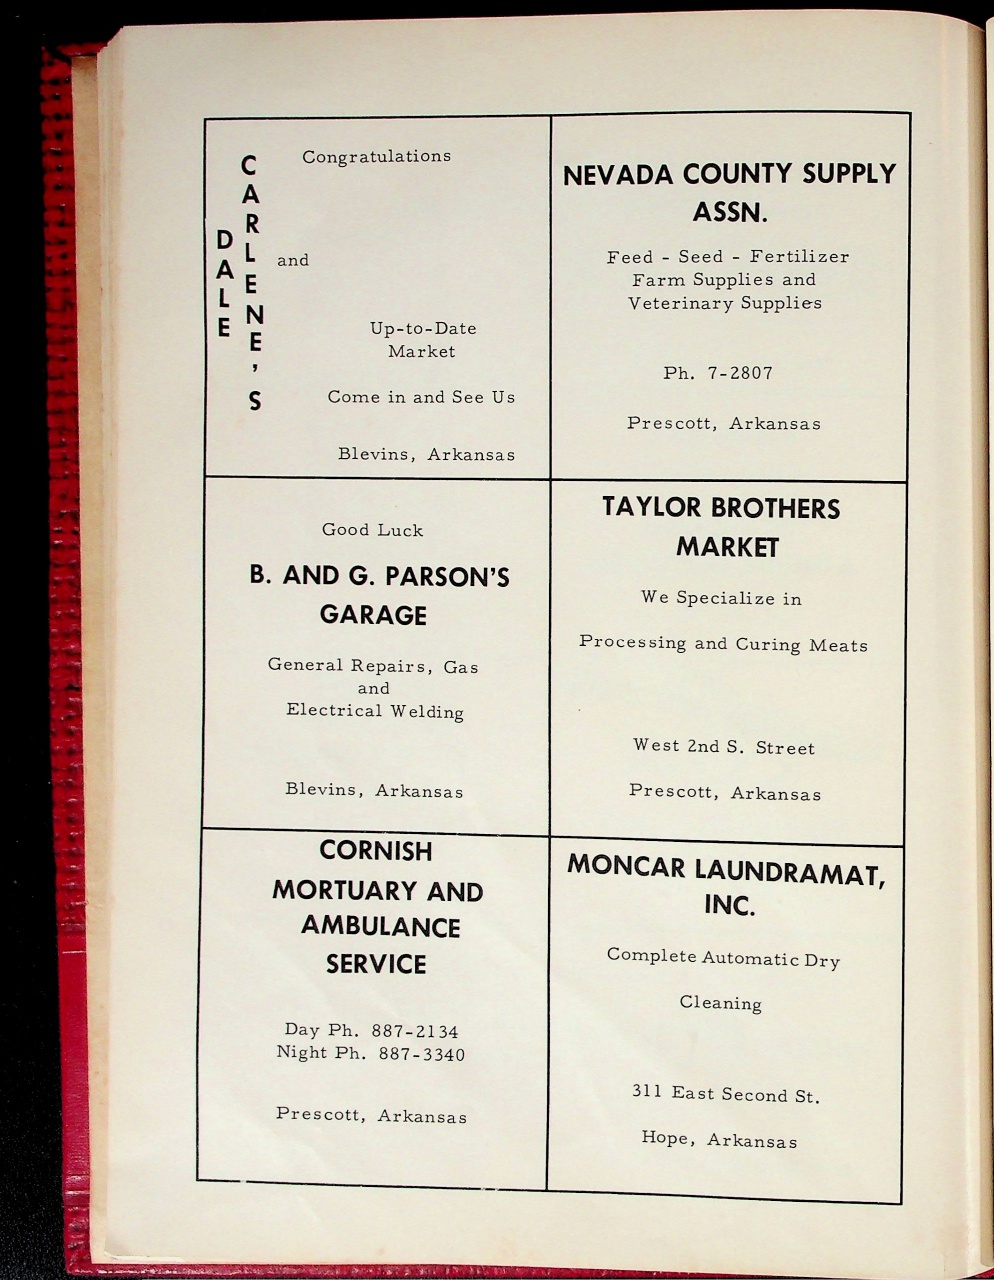 Congratulations
DALE
and
CARLENE'S
Up-to-Date
Market
Come in and See Us
Blevins, Arkansas
NEVADA COUNTY SUPPLY
ASSN.
Feed - Seed - Fertilizer
Farm Supplies and
Veterinary Supplies
Ph. 7-2807
Prescott, Arkansas
Good Luck
B. AND G. PARSON'S
GARAGE
General Repairs, Gas
and
Electrical Welding
Blevins, Arkansas
TAYLOR BROTHERS
MARKET
We Specialize in
Processing and Curing Meats
West 2nd S. Street
Prescott, Arkansas
CORNISH
MORTUARY AND
AMBULANCE
SERVICE
Day Ph. 887-2134
Night Ph. 887-3340
Prescott, Arkansas
MONCAR LAUNDRAMAT,
INC.
Complete Automatic Dry
Cleaning
311 East Second St.
Hope, Arkansas